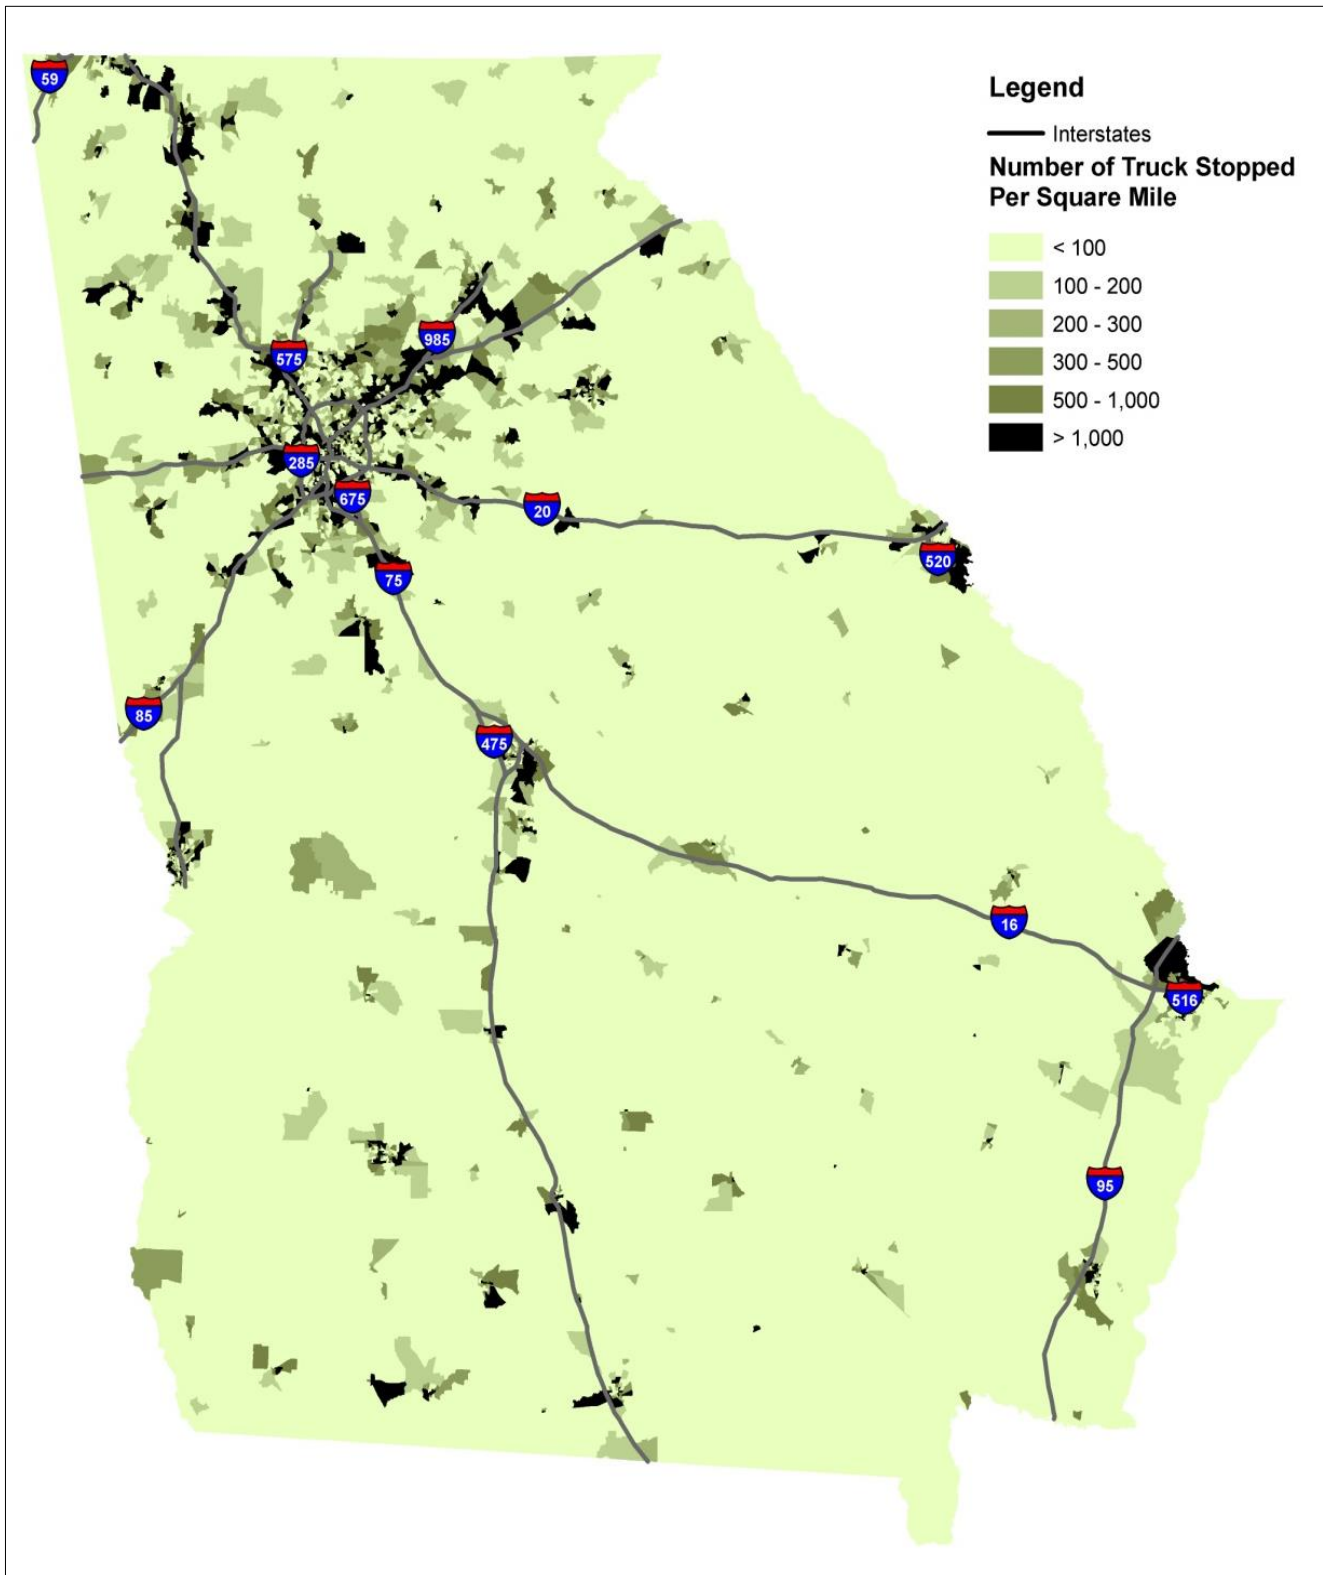 59
Legend
Interstates
Number of Truck Stopped
Per Square Mile
< 100
100 - 200
200 - 300
300 - 500
500 - 1,000
> 1,000
985
575
285
675
20
520
75
85
475
16
516
95